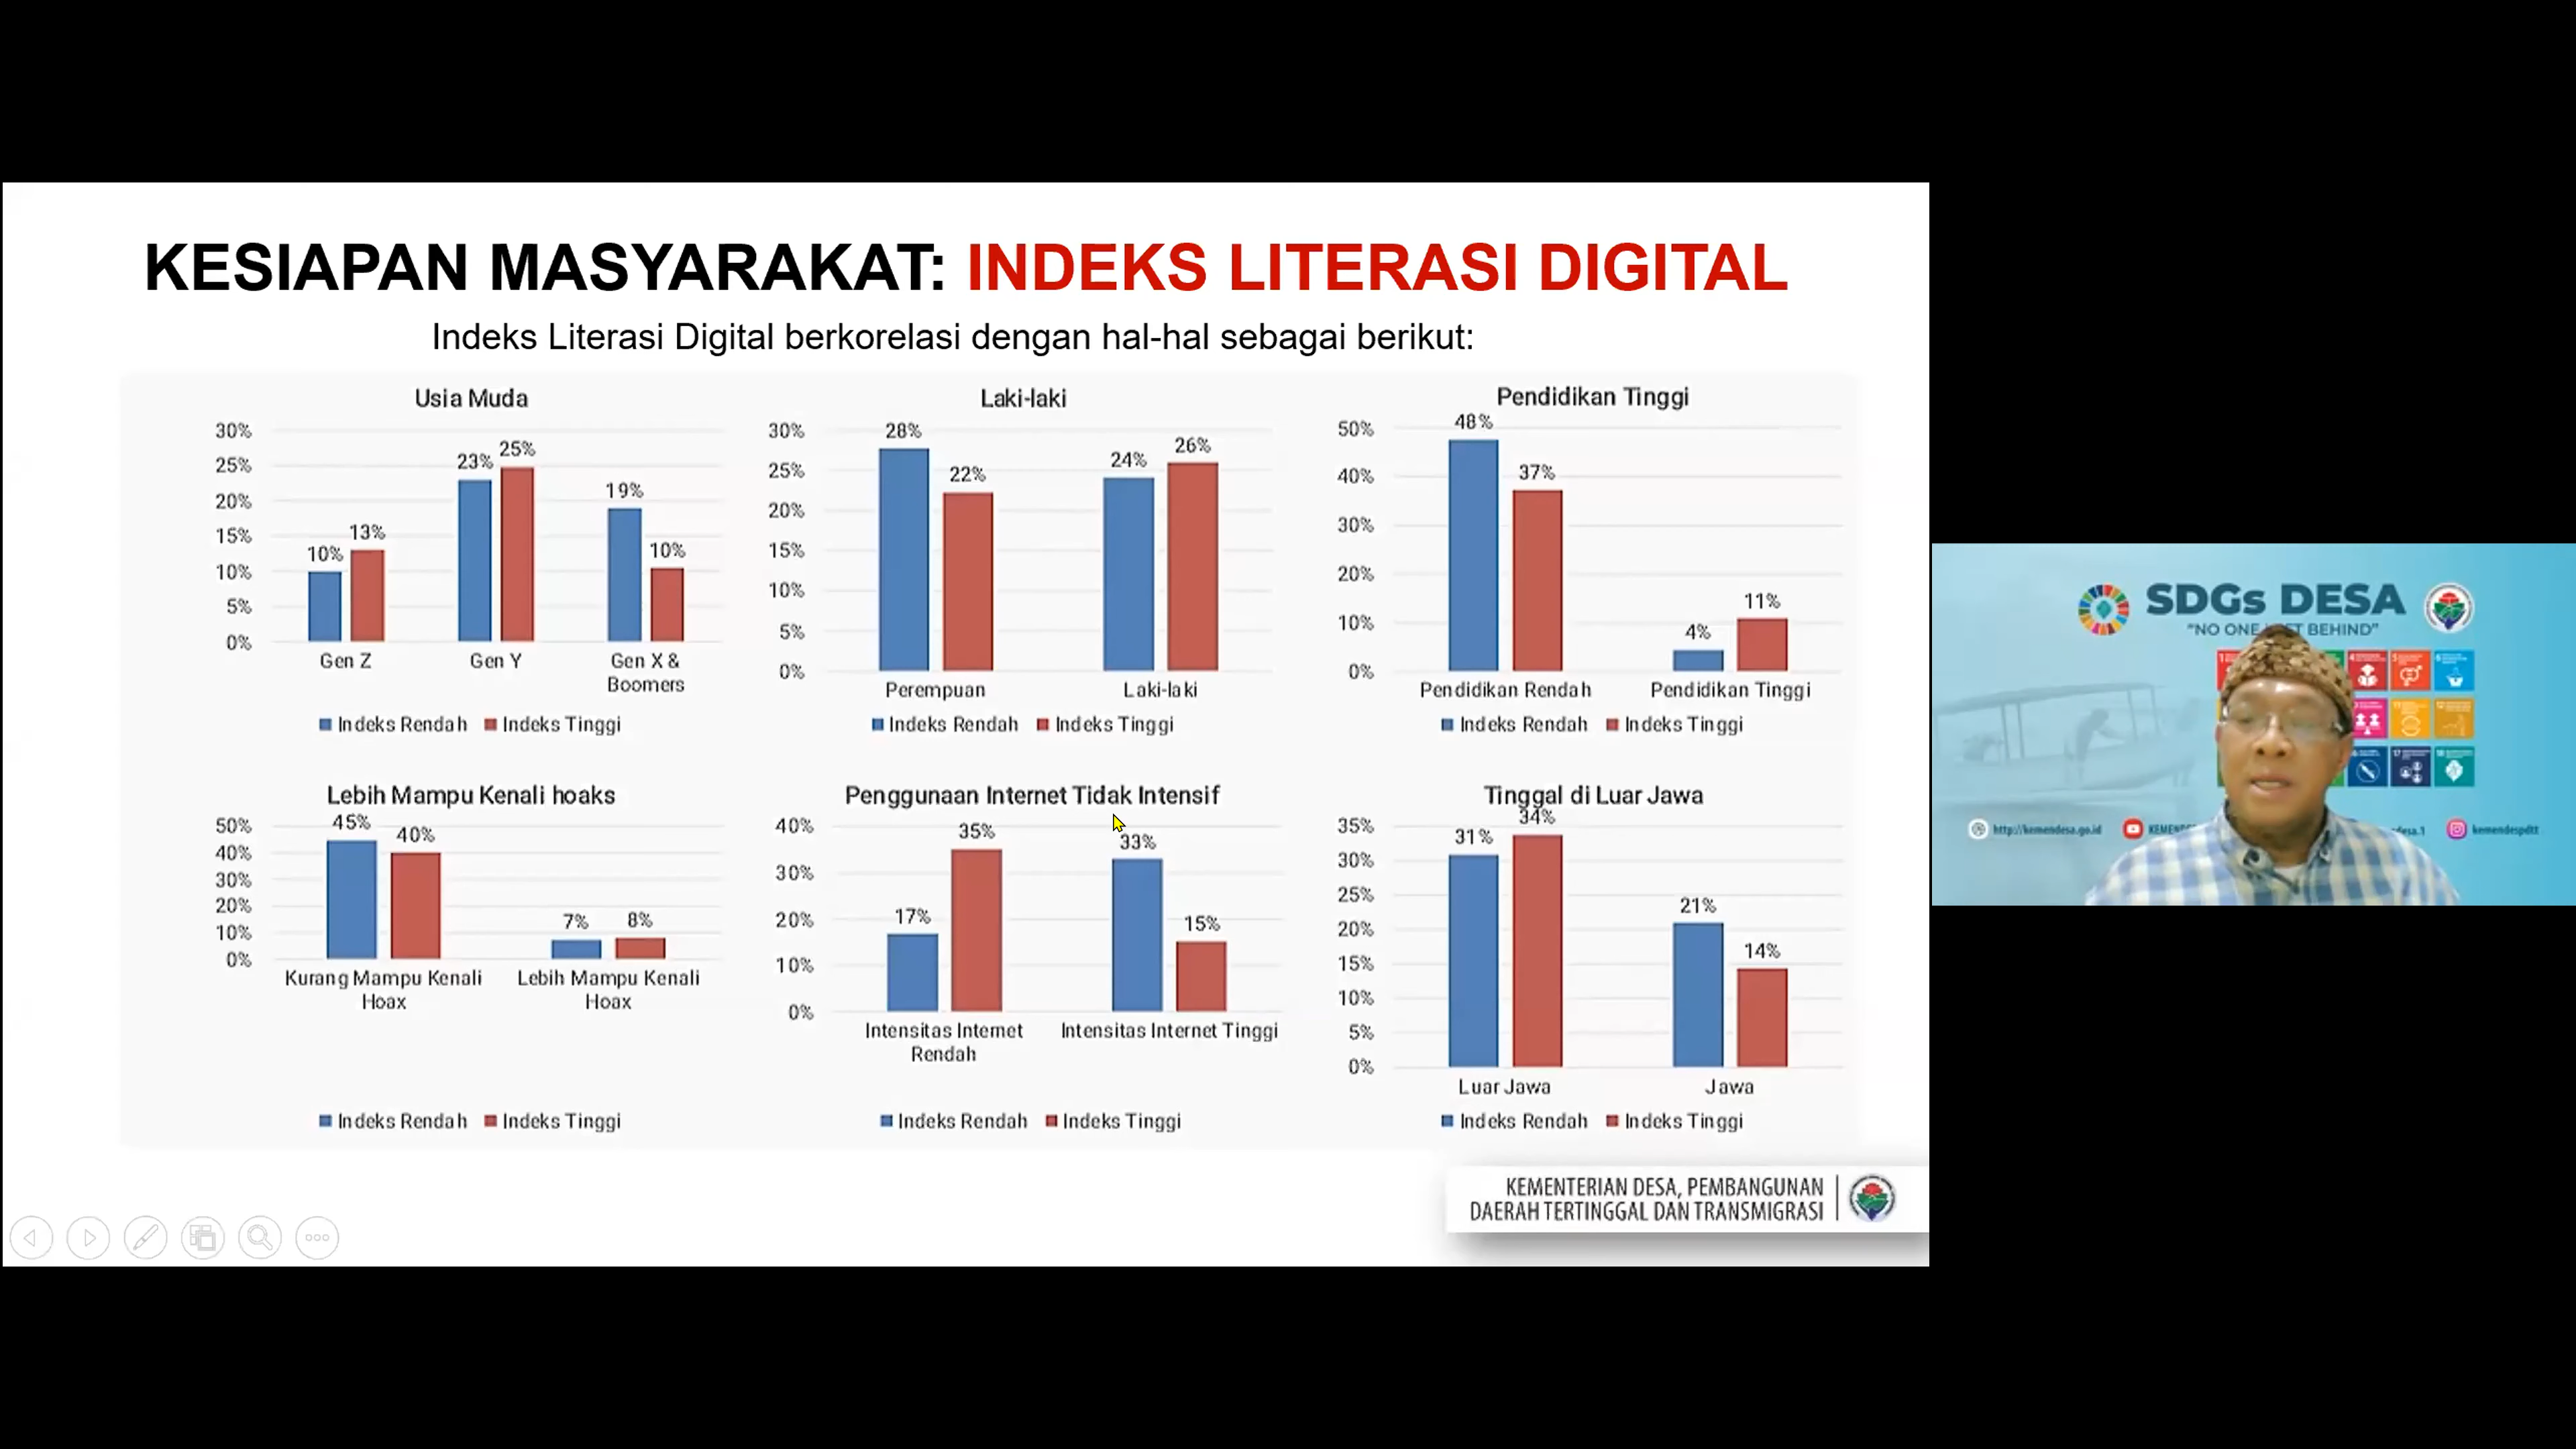 KESIAPAN MASYARAKAT: INDEKS LITERASI DIGITAL
Indeks Literasi Digital berkorelasi dengan hal-hal sebagai berikut:
Usia Muda
30%
25%
20%
15%
10%
5%
0%
10%
13%
23%
25%
19%
10%
Gen Z
Gen Y
Gen X &
Boomers
Indeks Rendah
Indeks Tinggi
Laki-laki
30%
25%
20%
15%
10%
5%
0%
28%
22%
24%
26%
Perempuan
Laki-laki
Indeks Rendah
Indeks Tinggi
Pendidikan Tinggi
50%
40%
30%
20%
10%
0%
48%
37%
4%
11%
Pendidikan Rendah
Pendidikan Tinggi
Indeks Rendah
Indeks Tinggi
Lebih Mampu Kenali hoaks
50%
40%
30%
20%
10%
0%
45%
40%
7%
8%
Kurang Mampu Kenali
Hoax
Lebih Mampu Kenali
Hoax
Indeks Rendah
Indeks Tinggi
Penggunaan Internet Tidak Intensif
40%
30%
20%
10%
0%
17%
35%
33%
15%
Intensitas Internet
Rendah
Intensitas Internet Tinggi
Indeks Rendah
Indeks Tinggi
Tinggal di Luar Jawa
35%
30%
25%
20%
15%
10%
5%
0%
31%
34%
21%
14%
Luar Jawa
Jawa
Indeks Rendah
Indeks Tinggi
KEMENTERIAN DESA, PEMBANGUNAN
DAERAH TERTINGGAL DAN TRANSMIGRASI
SDGs DESA
"NO ONE BEHIND"
http://kemendesa.go.id
kemendespdtt